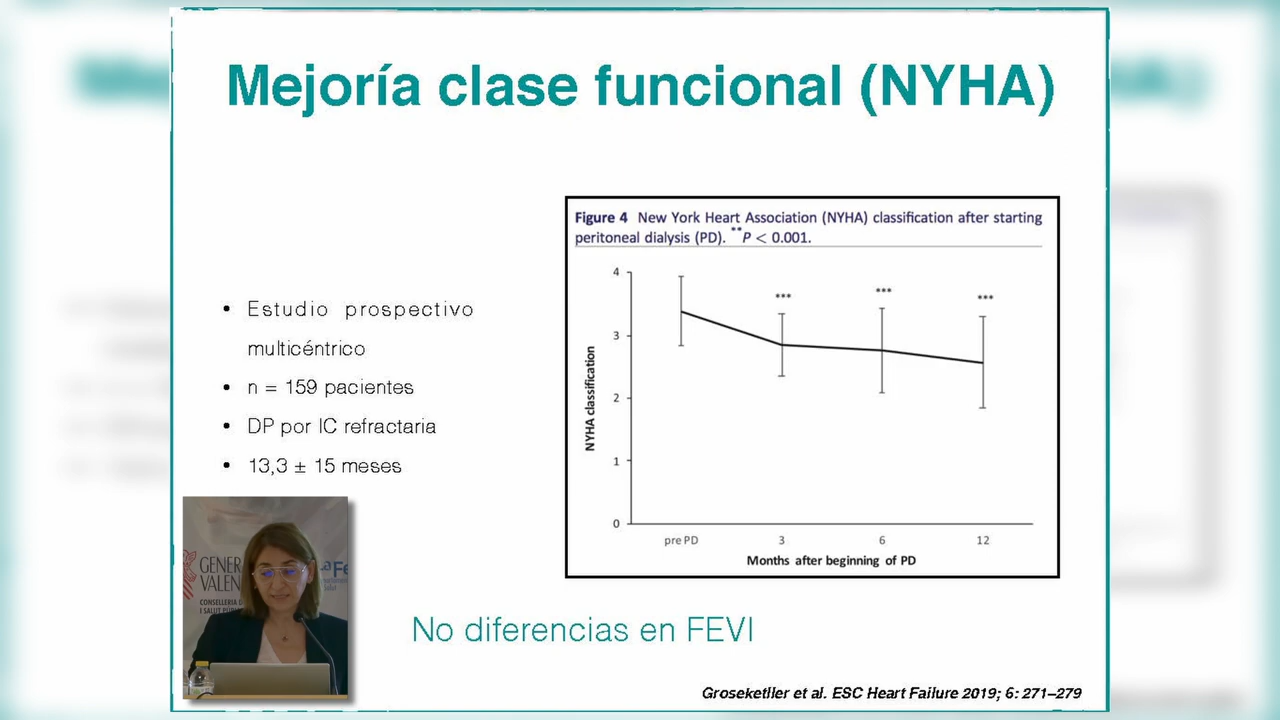 Mejoría clase funcional (NYHA)
Figure 4 New York Heart Association (NYHA) classification after starting
peritoneal dialysis (PD). **P < 0.001.
4
3
2
1
0
NYHA classification
***
***
***
pre PD
3
6
12
Months after beginning of PD
• Estudio prospectivo
multicéntrico
• n = 159 pacientes
• DP por IC refractaria
• 13,3 ± 15 meses
GENER
VALEN
CONSELLERIA D
I SALUT PÚBL
La Fe
No diferencias en FEVI
Groseketller et al. ESC Heart Failure 2019; 6: 271–279